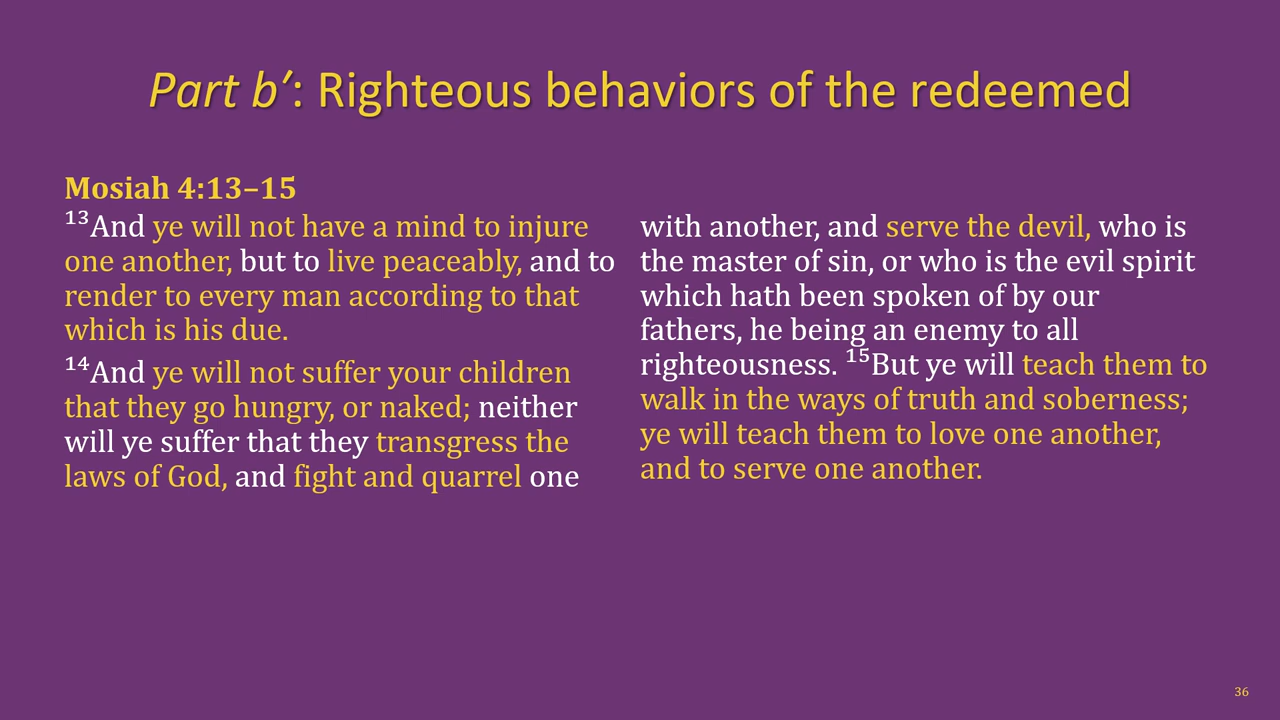 Part b′: Righteous behaviors of the redeemed
Mosiah 4:13–15
¹³And ye will not have a mind to injure
one another, but to live peaceably, and to
render to every man according to that
which is his due.
¹⁴And ye will not suffer your children
that they go hungry, or naked; neither
will ye suffer that they transgress the
laws of God, and fight and quarrel one
with another, and serve the devil, who is
the master of sin, or who is the evil spirit
which hath been spoken of by our
fathers, he being an enemy to all
righteousness. ¹⁵But ye will teach them to
walk in the ways of truth and soberness;
ye will teach them to love one another,
and to serve one another.
36